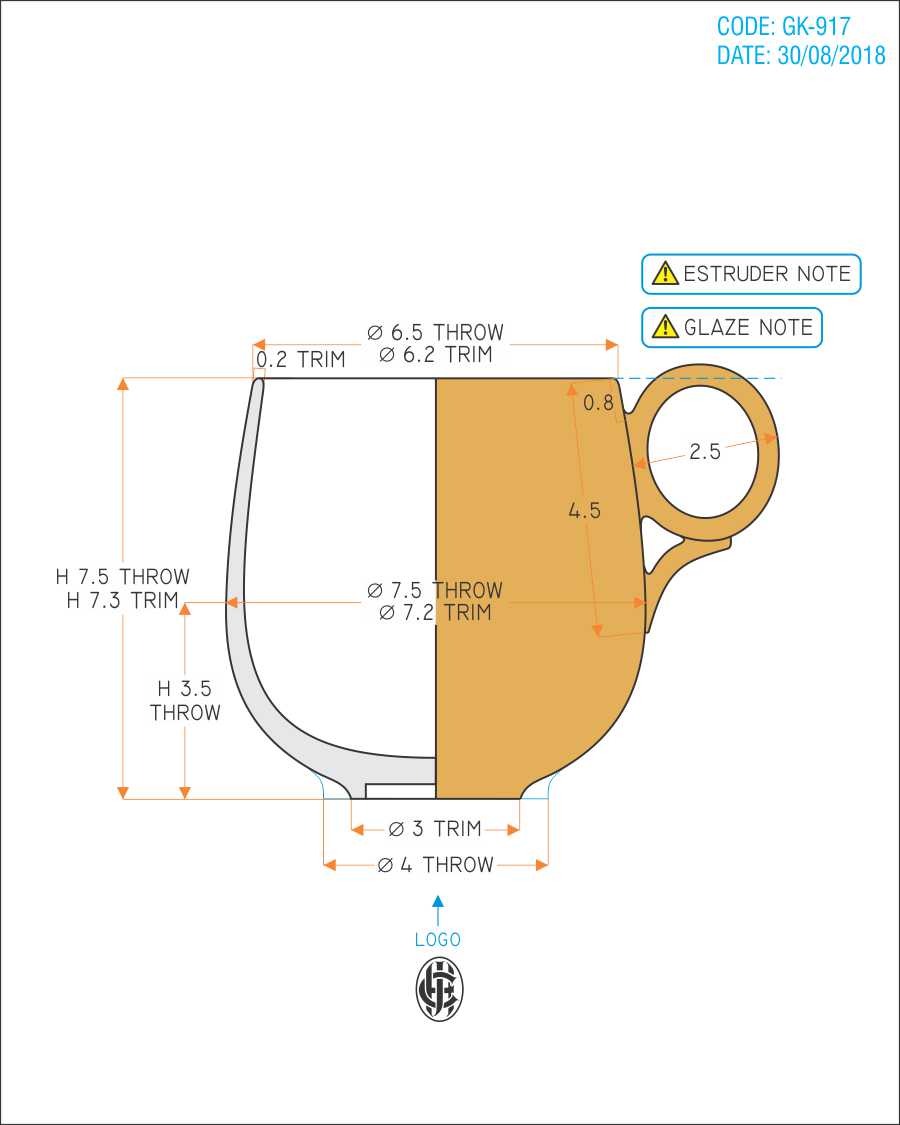 CODE: GK-917
DATE: 30/08/2018
ESTRUDER NOTE
GLAZE NOTE
Ø 6.5 THROW
Ø 6.2 TRIM
0.2 TRIM
0.8
2.5
4.5
H 7.5 THROW
H 7.3 TRIM
Ø 7.5 THROW
Ø 7.2 TRIM
H 3.5
THROW
Ø 3 TRIM
Ø 4 THROW
LOGO